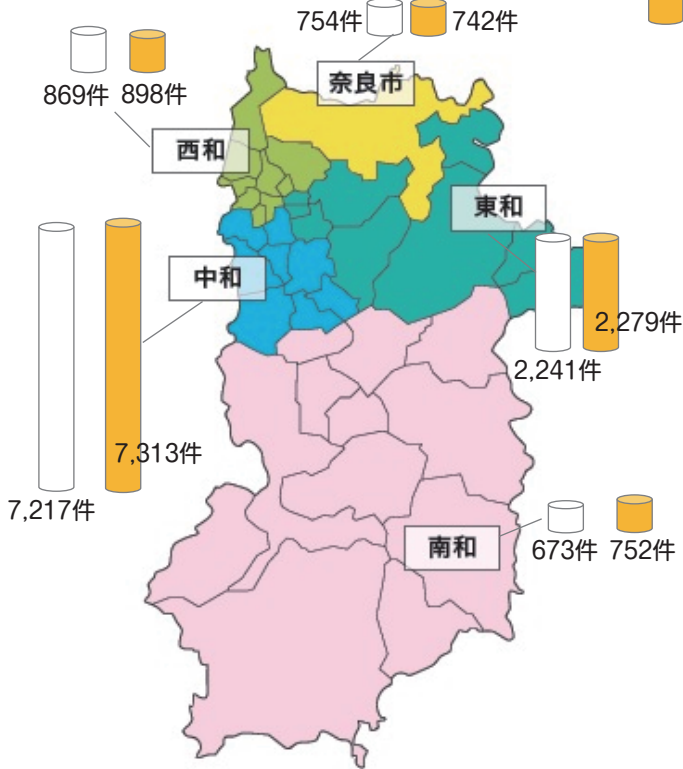 754件 742件
奈良市
869件 898件
西和
東和
中和
2,279件
2,241件
7,313件
7,217件
南和
673件 752件